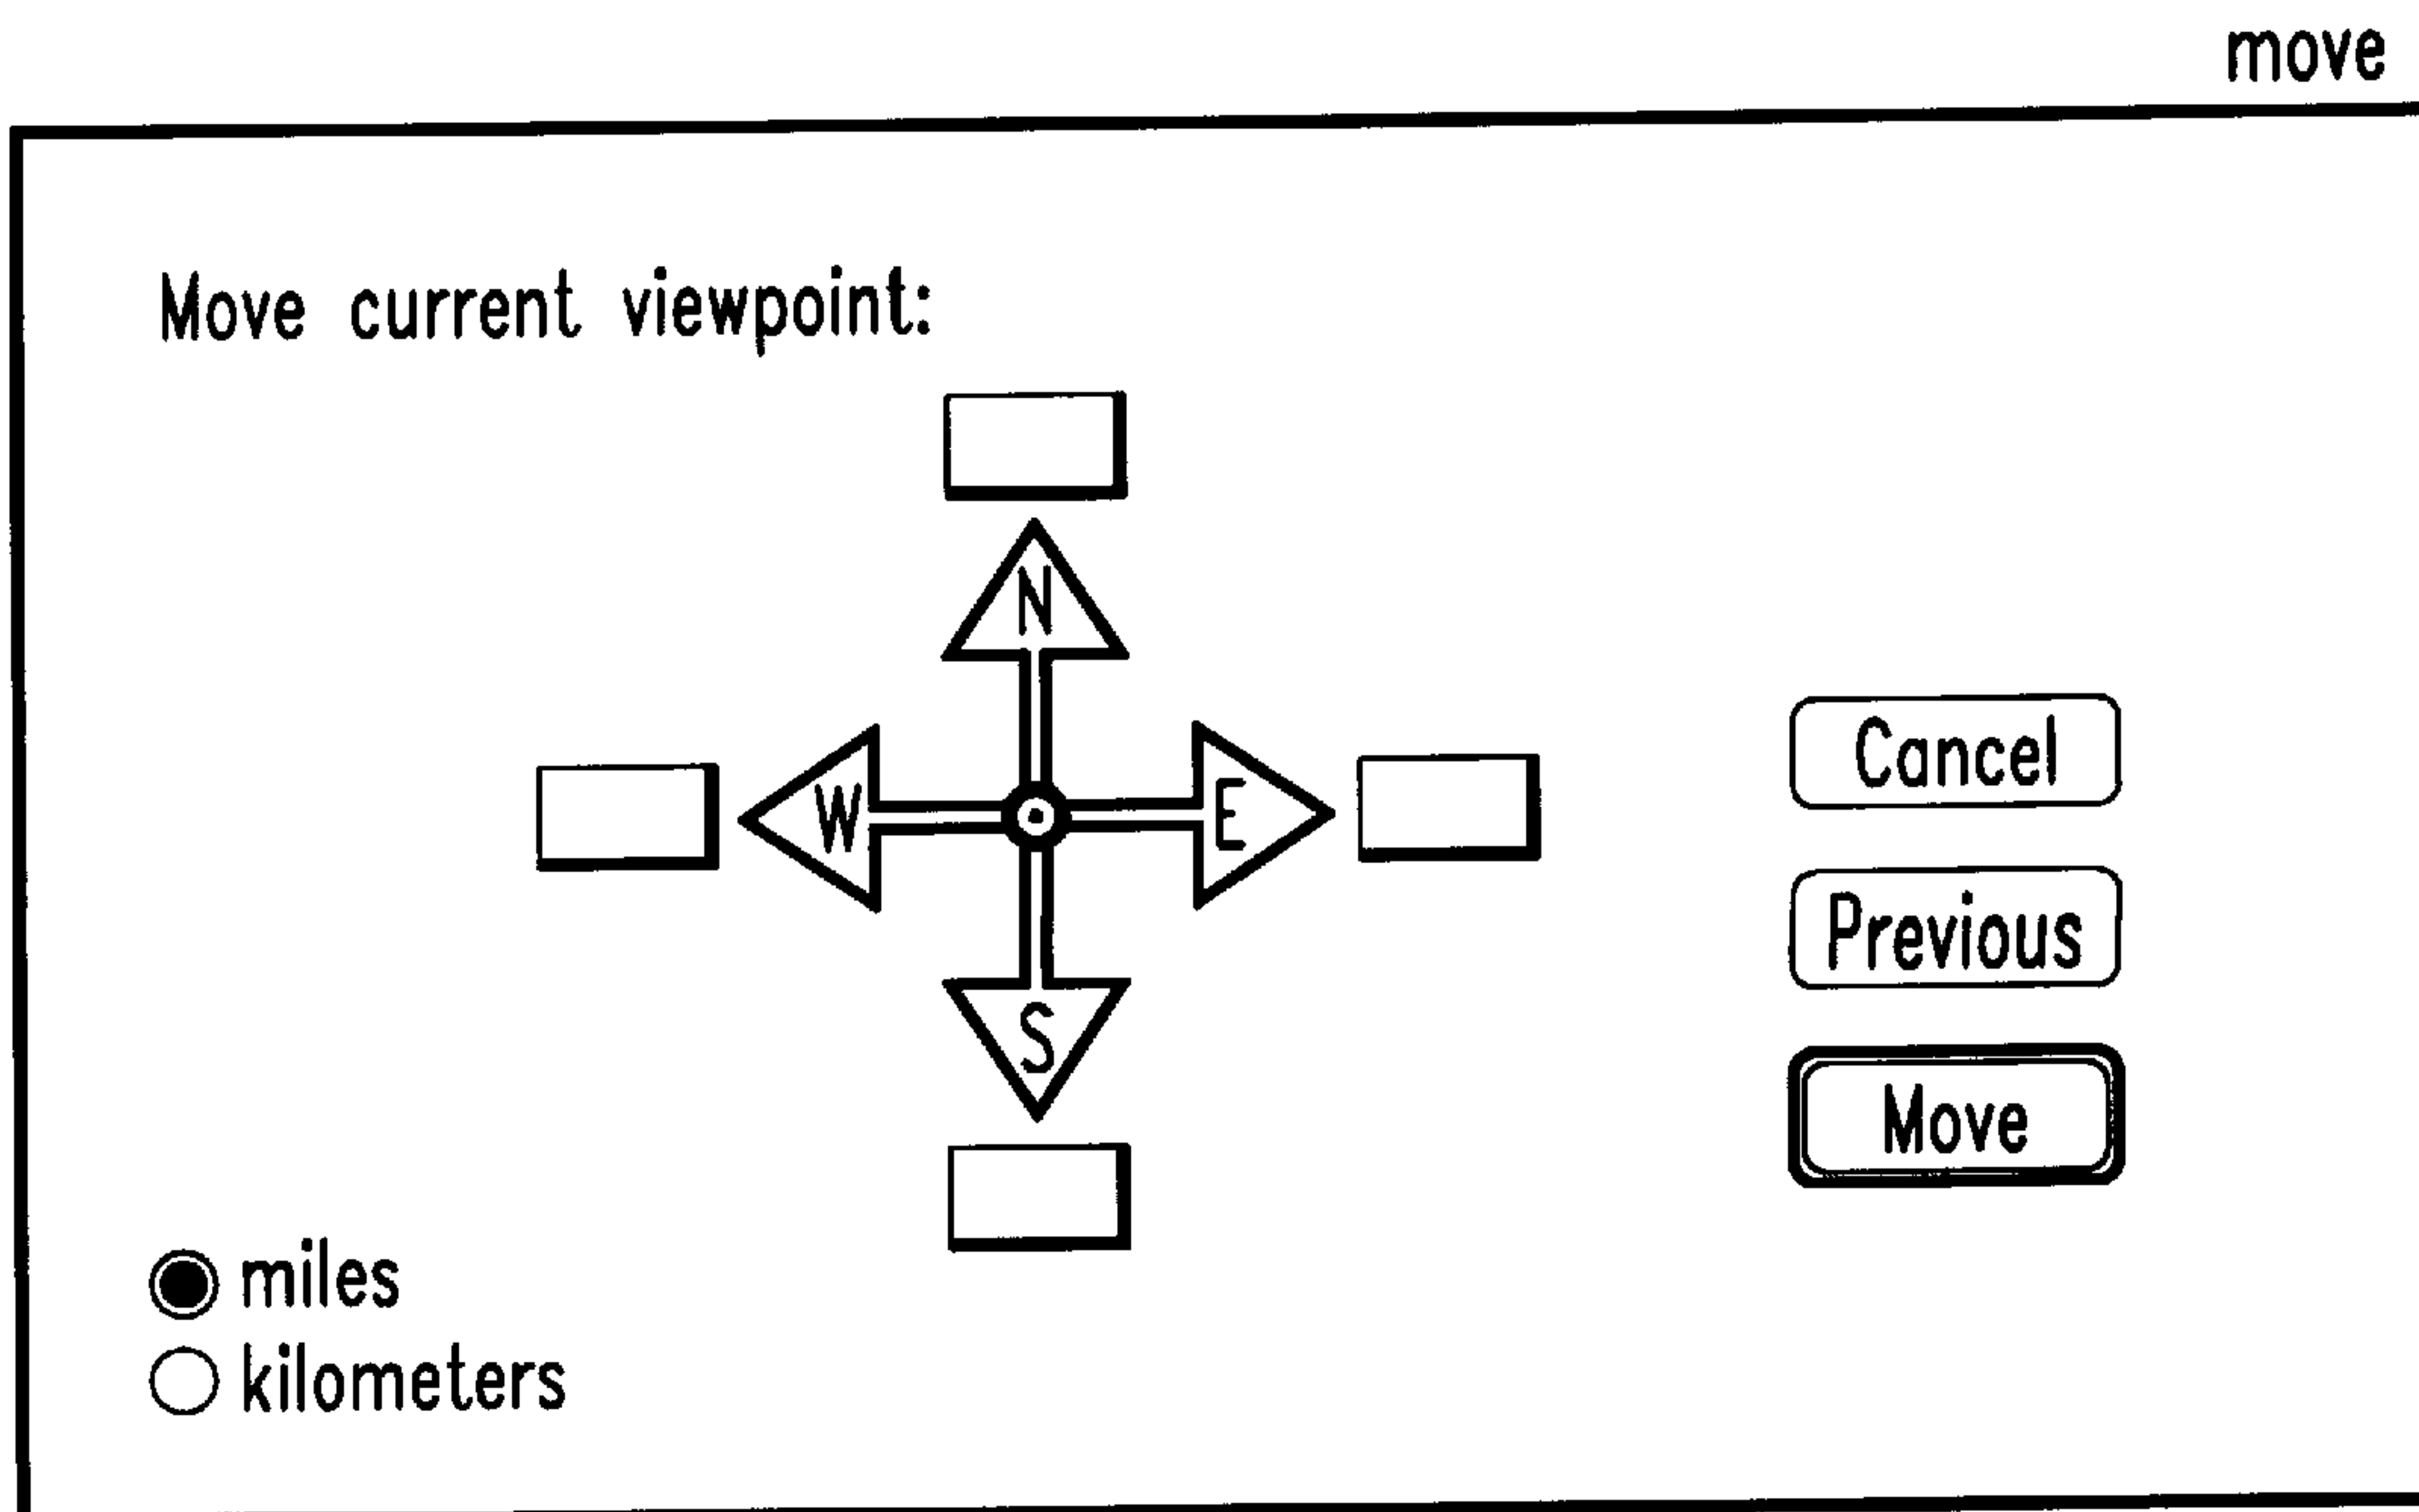 move
Move current viewpoint:
N
W
E
S
Cancel
Previous
Move
miles
kilometers